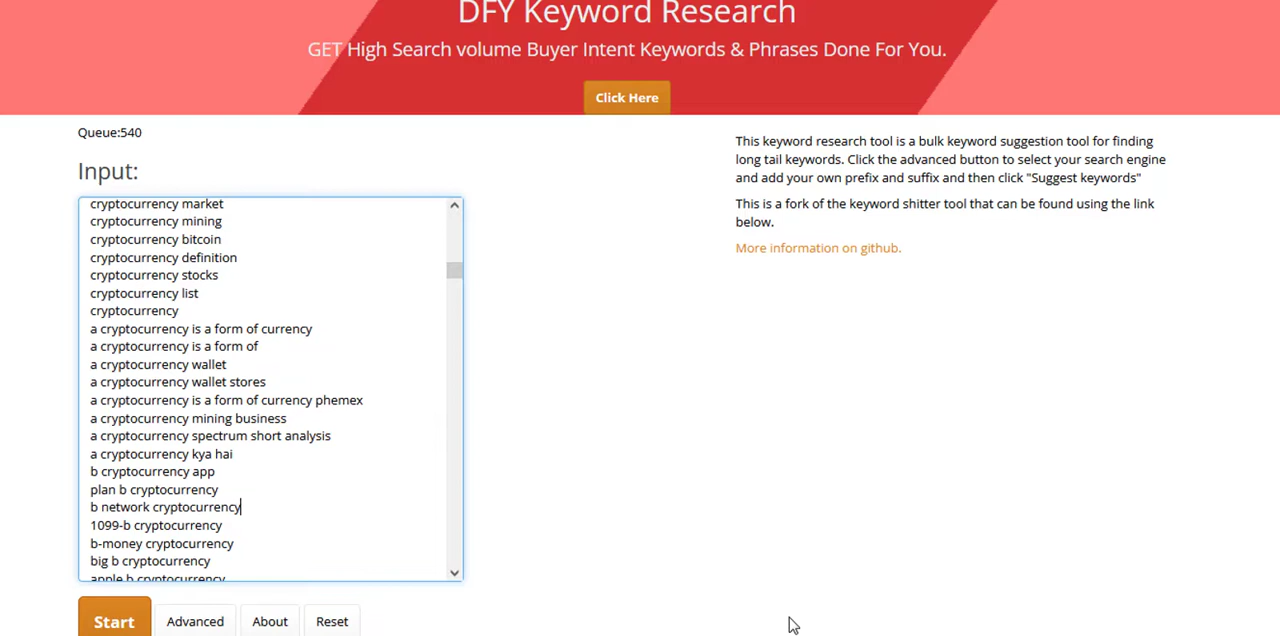 DFY Keyword Research
GET High Search volume Buyer Intent Keywords & Phrases Done For You.
Click Here
Queue:540
Input:
cryptocurrency market
cryptocurrency mining
cryptocurrency bitcoin
cryptocurrency definition
cryptocurrency stocks
cryptocurrency list
cryptocurrency
a cryptocurrency is a form of currency
a cryptocurrency is a form of
a cryptocurrency wallet
a cryptocurrency wallet stores
a cryptocurrency is a form of currency phemex
a cryptocurrency mining business
a cryptocurrency spectrum short analysis
a cryptocurrency kya hai
b cryptocurrency app
plan b cryptocurrency
b network cryptocurrency
1099-b cryptocurrency
b-money cryptocurrency
big b cryptocurrency
apple b cryptocurrency
Start
Advanced
About
Reset
This keyword research tool is a bulk keyword suggestion tool for finding
long tail keywords. Click the advanced button to select your search engine
and add your own prefix and suffix and then click "Suggest keywords"
This is a fork of the keyword shitter tool that can be found using the link
below.
More information on github.